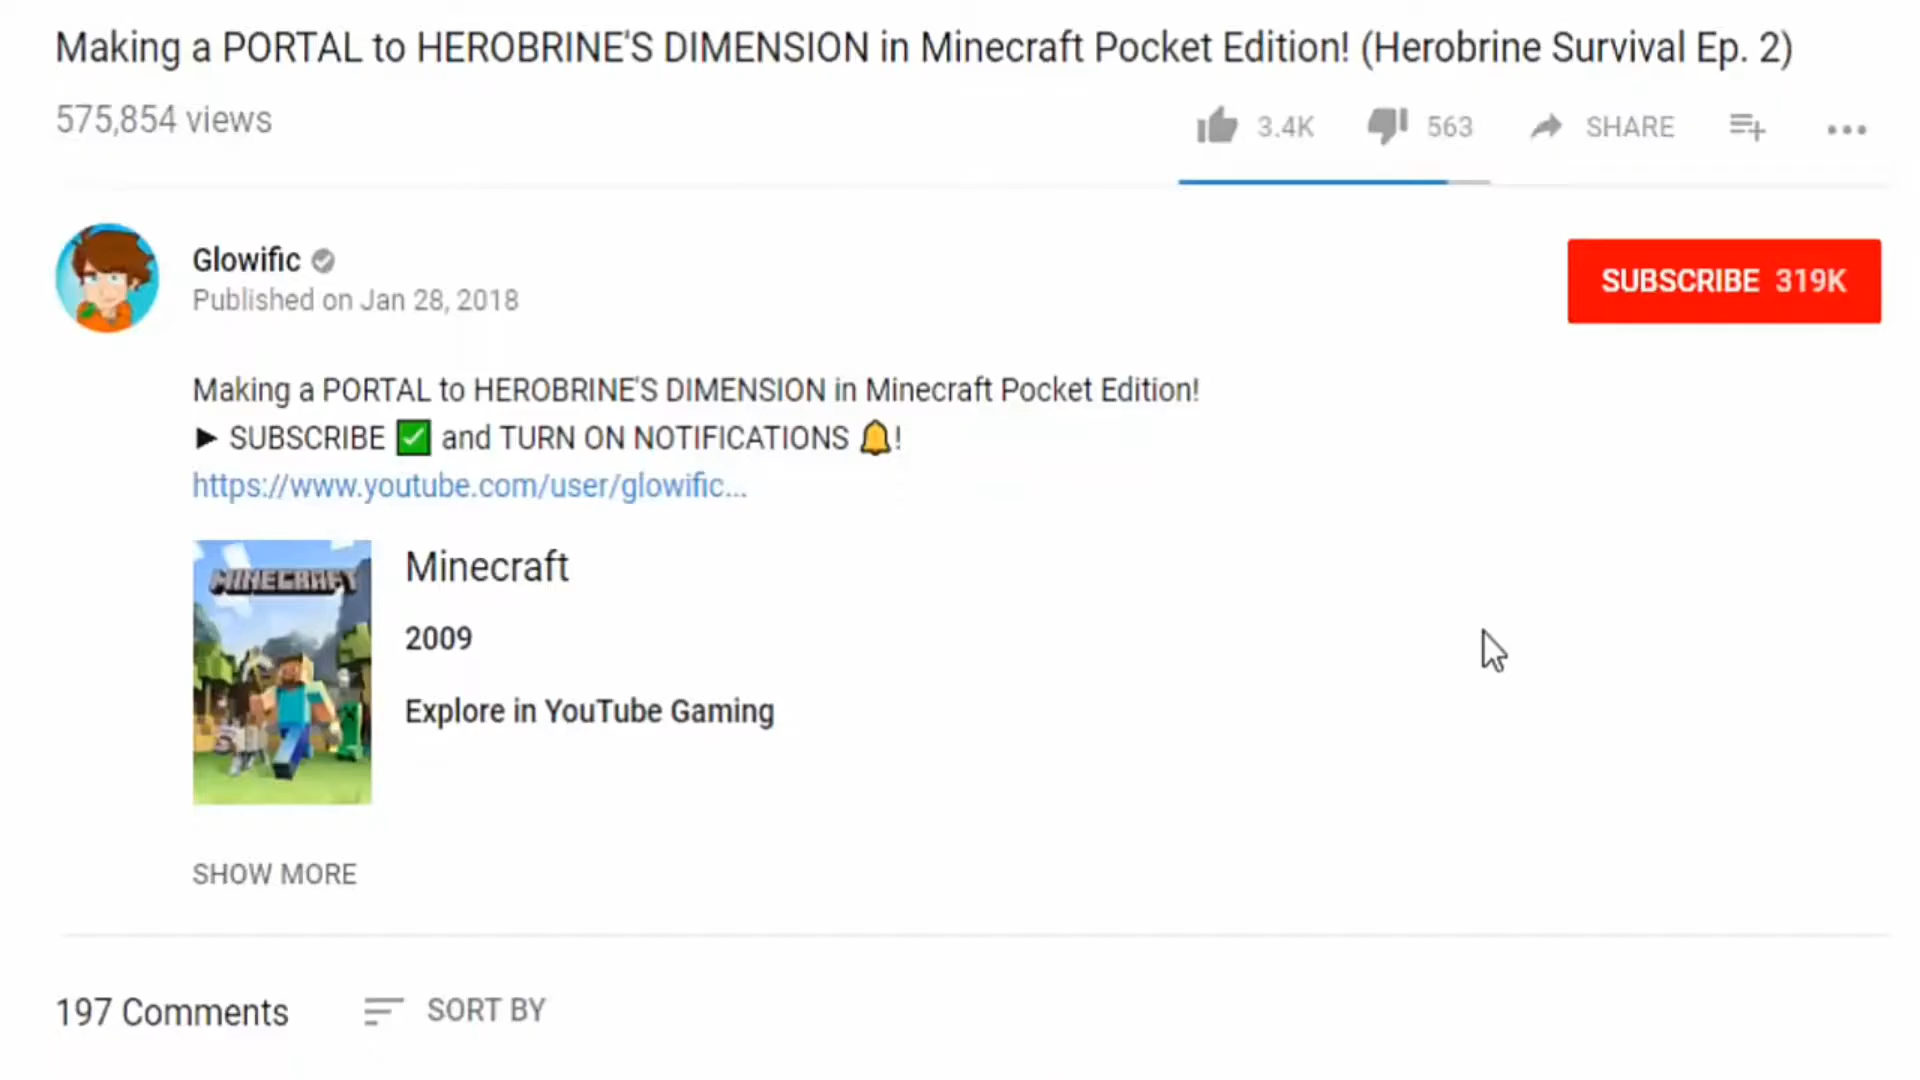 Making a PORTAL to HEROBRINE'S DIMENSION in Minecraft Pocket Edition! (Herobrine Survival Ep. 2)
575,854 views
3.4K
563
SHARE
Glowific
Published on Jan 28, 2018
SUBSCRIBE 319K
Making a PORTAL to HEROBRINE'S DIMENSION in Minecraft Pocket Edition!
► SUBSCRIBE ✅ and TURN ON NOTIFICATIONS 🔔!
https://www.youtube.com/user/glowific...
MINECRAFT
Minecraft
2009
Explore in YouTube Gaming
SHOW MORE
197 Comments
SORT BY